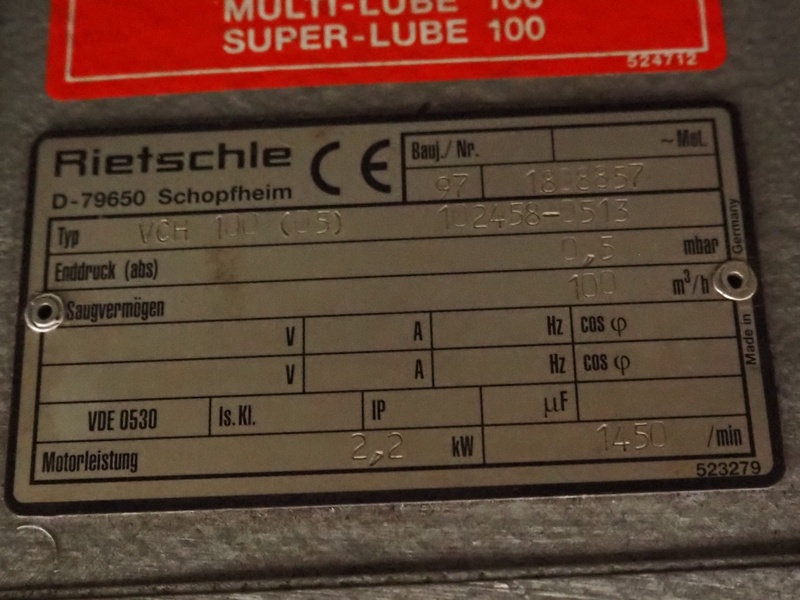 MULTI-LUBE 100
SUPER-LUBE 100
524712
Rietschle CE
D-79650 Schopfheim
Bauj./ Nr. ~ Mot.
97 1808357
Typ VCH 100 (05) 102458-0513
Enddruck (abs) 0,5 mbar
Saugvermögen 100 m³/h
V A Hz cos φ
V A Hz cos φ
VDE 0530 Is.Kl. IP µF
Motorleistung 2,2 kW 1450 /min
523279
Made in Germany